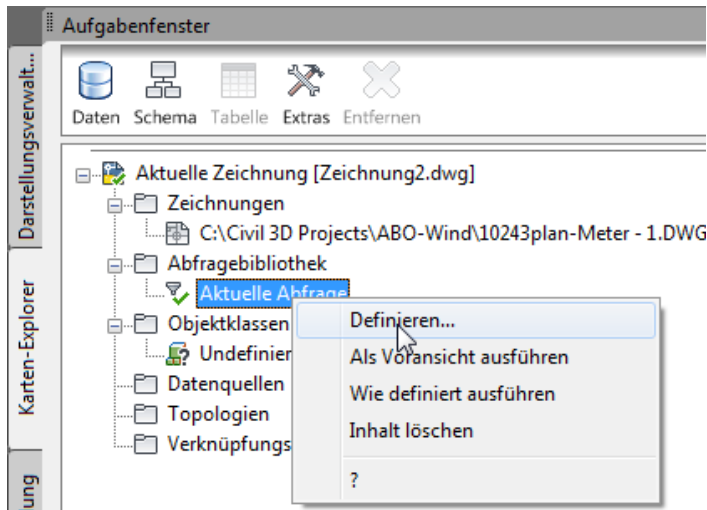 Aufgabenfenster
Darstellungsverwalt...
Karten-Explorer
Daten Schema Tabelle Extras Entfernen
Aktuelle Zeichnung [Zeichnung2.dwg]
Zeichnungen
C:\Civil 3D Projects\ABO-Wind\10243plan-Meter - 1.DWG
Abfragebibliothek
Aktuelle Abfrage
Objektklassen
Undefinier
Datenquellen
Topologien
Verknüpfungs
Definieren...
Als Voransicht ausführen
Wie definiert ausführen
Inhalt löschen
?